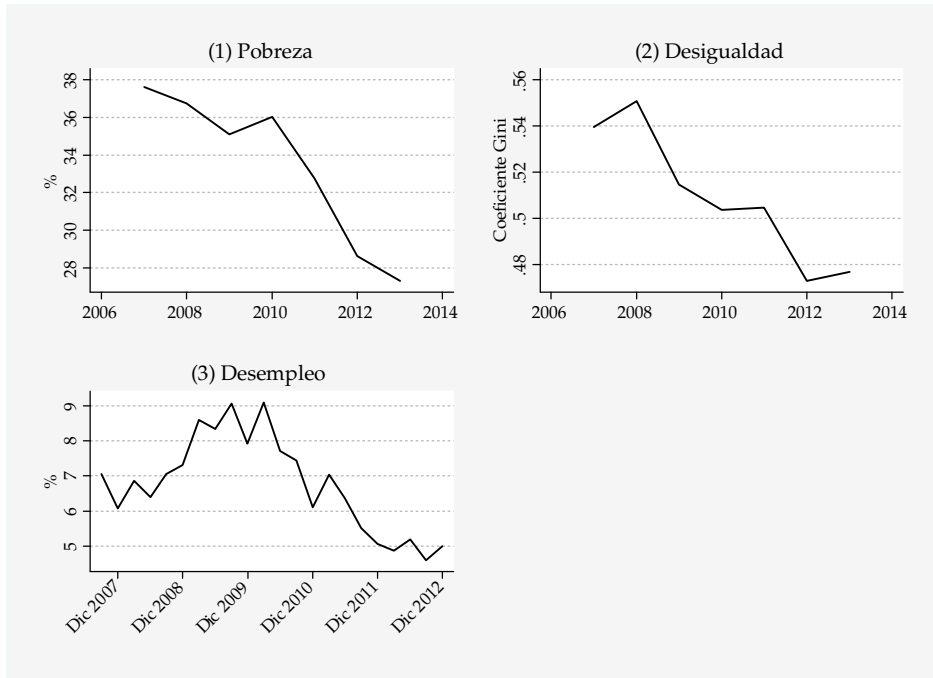 (1) Pobreza
%
38
36
34
32
30
28
2006 2008 2010 2012 2014
(2) Desigualdad
Coeficiente Gini
.56
.54
.52
.5
.48
2006 2008 2010 2012 2014
(3) Desempleo
%
9
8
7
6
5
Dic 2007 Dic 2008 Dic 2009 Dic 2010 Dic 2011 Dic 2012